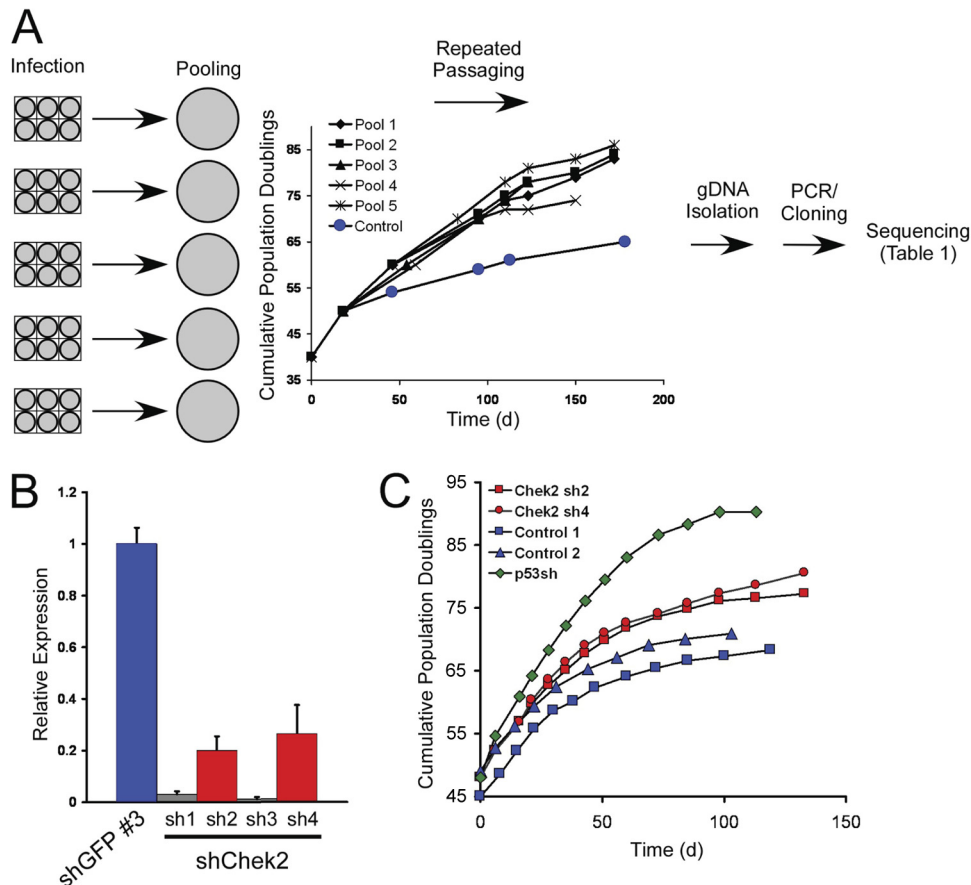 A
Infection
Pooling
Repeated
Passaging
Cumulative Population Doublings
85
75
65
55
45
35
Pool 1
Pool 2
Pool 3
Pool 4
Pool 5
Control
0
50
100
150
200
Time (d)
gDNA
Isolation
PCR/
Cloning
Sequencing
(Table 1)
B
Relative Expression
1.2
1
0.8
0.6
0.4
0.2
0
shGFP #3
sh1
sh2
sh3
sh4
shChek2
C
Cumulative Population Doublings
95
85
75
65
55
45
Chek2 sh2
Chek2 sh4
Control 1
Control 2
p53sh
0
50
100
150
Time (d)